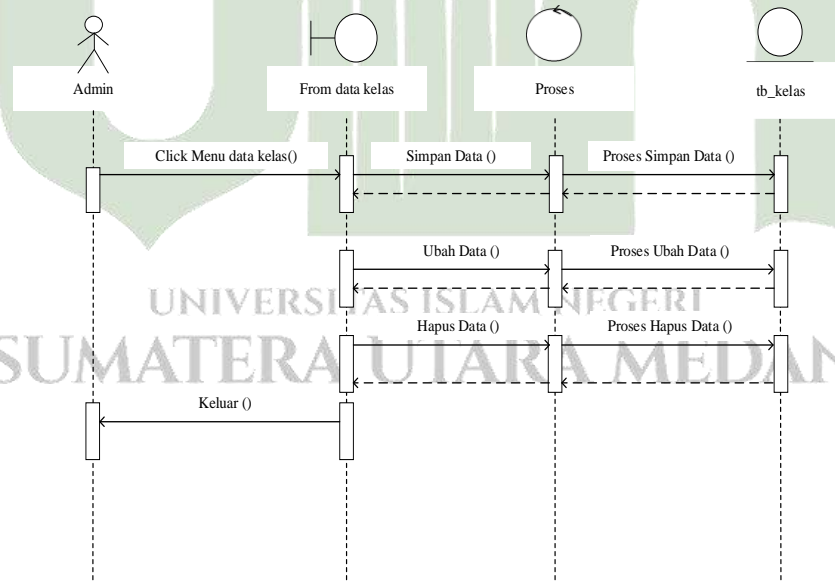 Admin
From data kelas
Proses
tb_kelas
Click Menu data kelas()
Simpan Data ()
Proses Simpan Data ()
Ubah Data ()
Proses Ubah Data ()
UNIVERSITAS ISLAM NEGERI
Hapus Data ()
Proses Hapus Data ()
SUMATERA UTARA MEDAN
Keluar ()